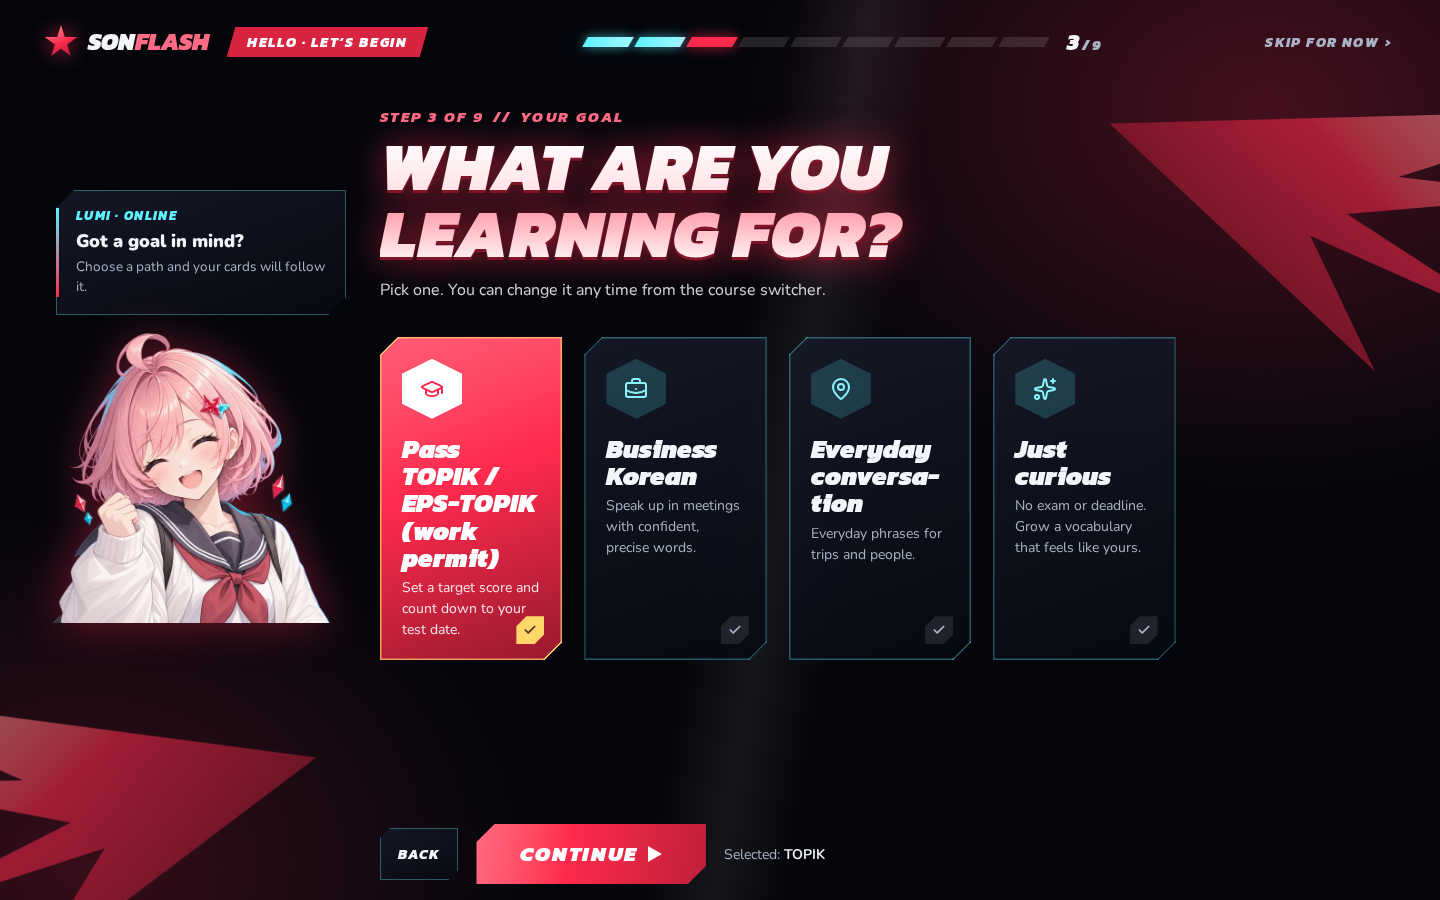 SONFLASH
HELLO · LET'S BEGIN
3 / 9
SKIP FOR NOW >
STEP 3 OF 9 // YOUR GOAL
WHAT ARE YOU
LEARNING FOR?
Pick one. You can change it any time from the course switcher.
LUMI · ONLINE
Got a goal in mind?
Choose a path and your cards will follow
it.
Pass
TOPIK /
EPS-TOPIK
(work
permit)
Set a target score and
count down to your
test date.
Business
Korean
Speak up in meetings
with confident,
precise words.
Everyday
conversa-
tion
Everyday phrases for
trips and people.
Just
curious
No exam or deadline.
Grow a vocabulary
that feels like yours.
BACK
CONTINUE
Selected: TOPIK